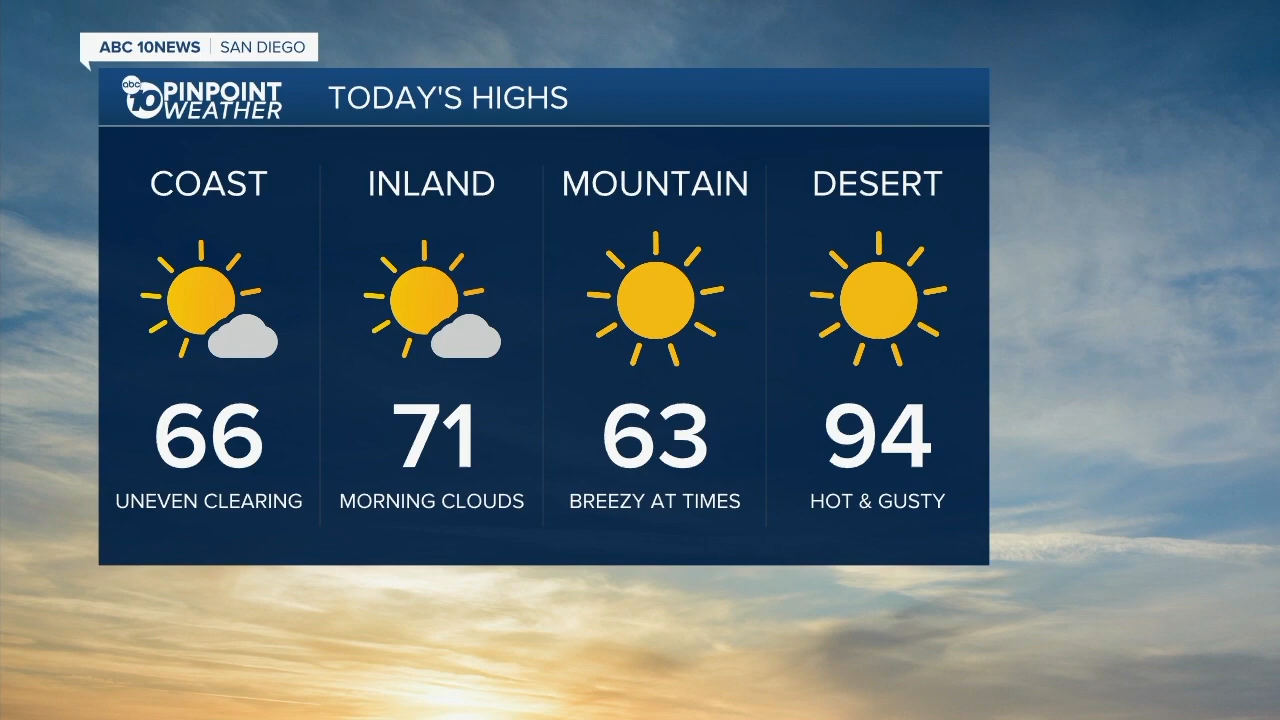 ABC 10NEWS | SAN DIEGO
abc 10 PINPOINT WEATHER
TODAY'S HIGHS
COAST
66
UNEVEN CLEARING
INLAND
71
MORNING CLOUDS
MOUNTAIN
63
BREEZY AT TIMES
DESERT
94
HOT & GUSTY